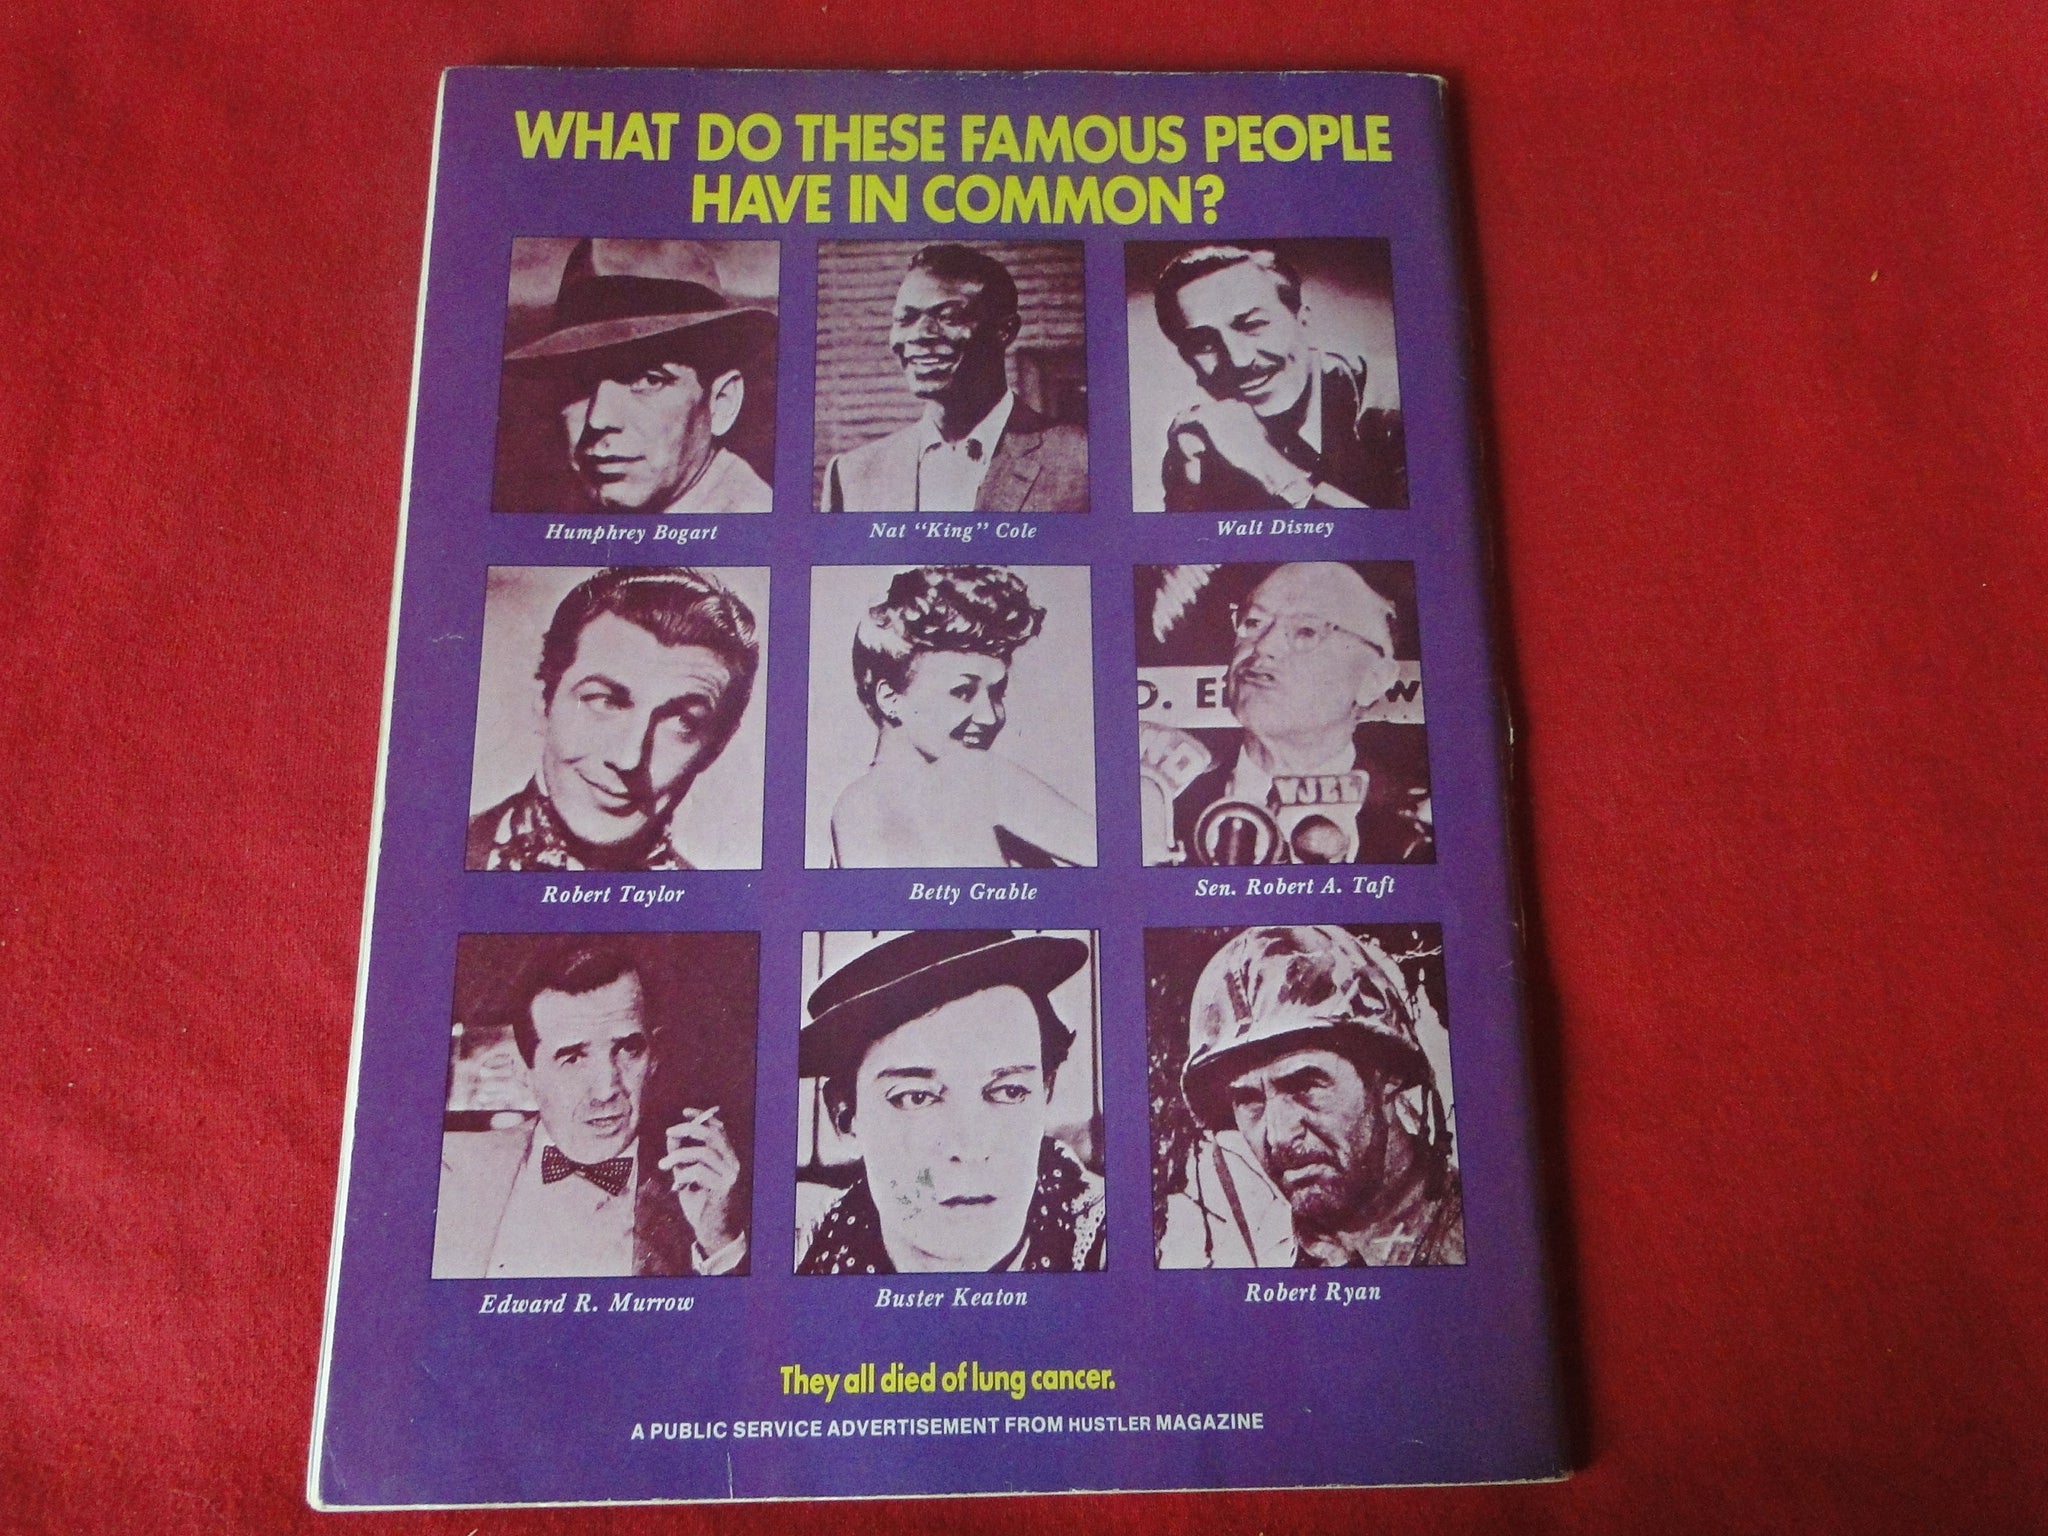 WHAT DO THESE FAMOUS PEOPLE
HAVE IN COMMON?
Humphrey Bogart
Nat "King" Cole
Walt Disney
WJEL
Robert Taylor
Betty Grable
Sen. Robert A. Taft
Edward R. Murrow
Buster Keaton
Robert Ryan
They all died of lung cancer.
A PUBLIC SERVICE ADVERTISEMENT FROM HUSTLER MAGAZINE